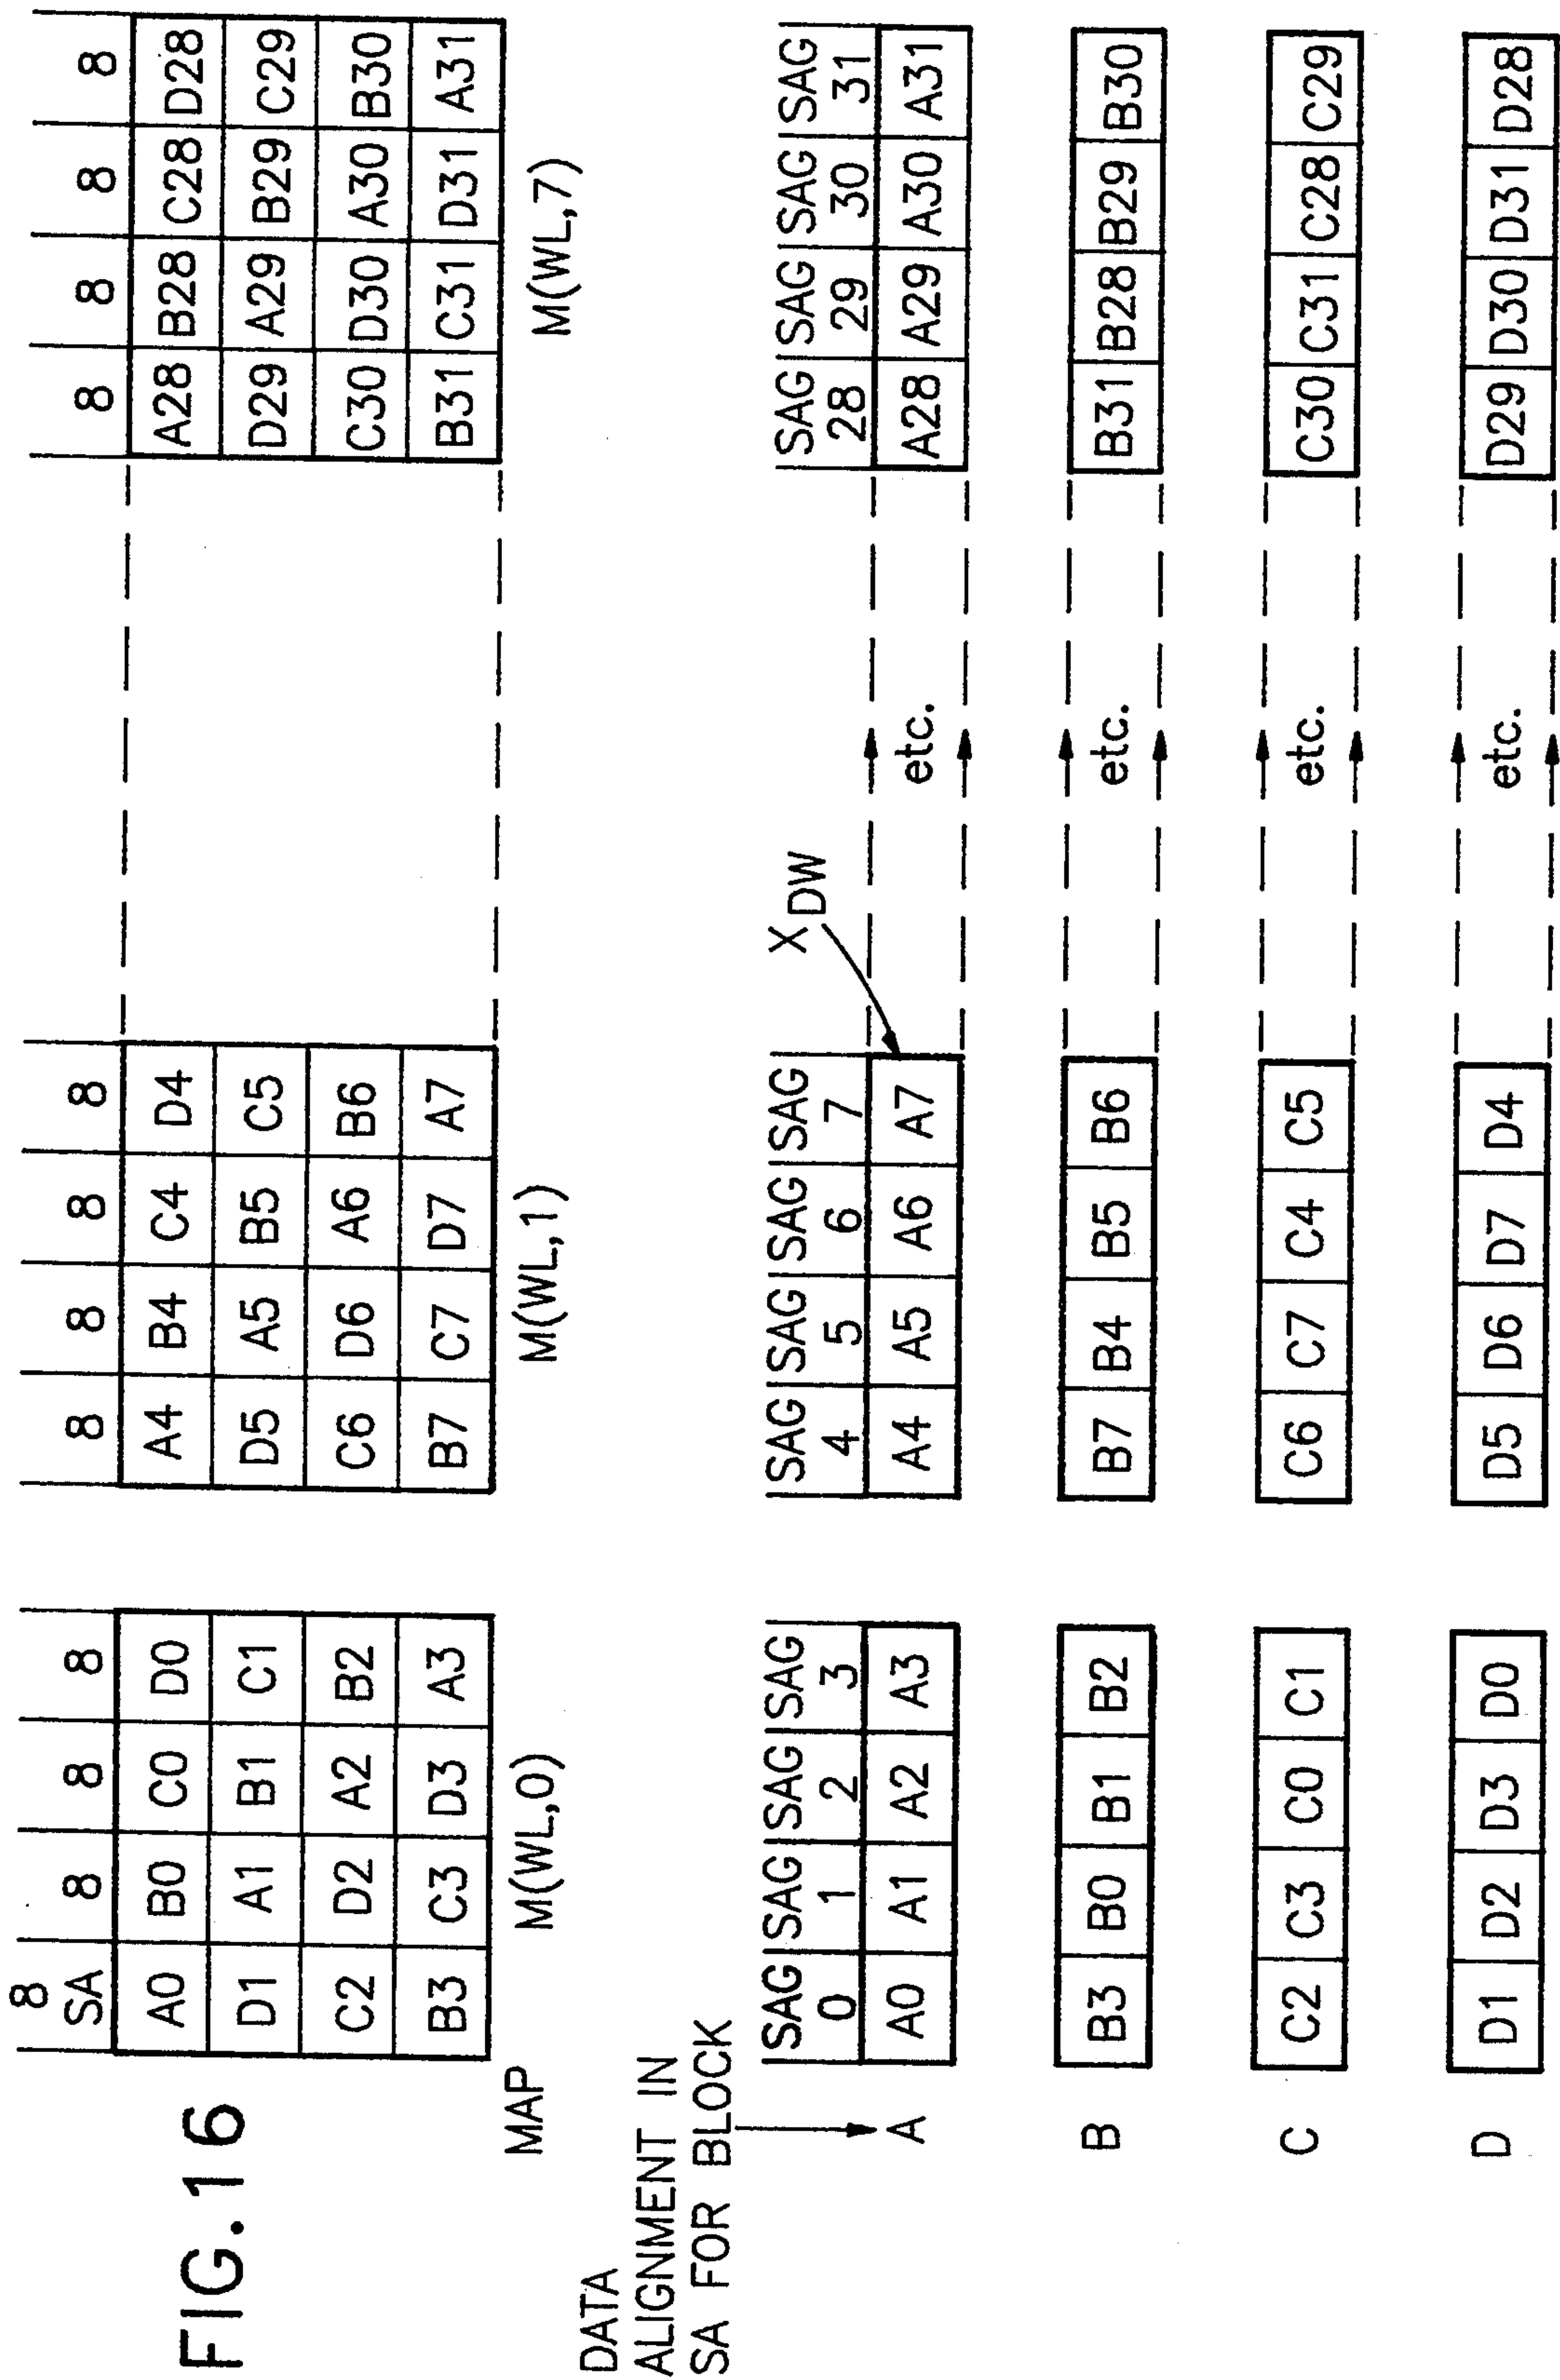 FIG.16
8 8 8 8 8 8 8 8 8 8 8 8
SA
A0 B0 C0 D0 A4 B4 C4 D4 A28 B28 C28 D28
D1 A1 B1 C1 D5 A5 B5 C5 D29 A29 B29 C29
C2 D2 A2 B2 C6 D6 A6 B6 C30 D30 A30 B30
B3 C3 D3 A3 B7 C7 D7 A7 B31 C31 D31 A31
MAP M(WL,0) M(WL,1) M(WL,7)
DATA
ALIGNMENT IN
SA FOR BLOCK
X DW
SAG SAG SAG SAG SAG SAG SAG SAG SAG SAG SAG SAG
0 1 2 3 4 5 6 7 28 29 30 31
A A0 A1 A2 A3 A4 A5 A6 A7 etc. A28 A29 A30 A31
B B3 B0 B1 B2 B7 B4 B5 B6 etc. B31 B28 B29 B30
C C2 C3 C0 C1 C6 C7 C4 C5 etc. C30 C31 C28 C29
D D1 D2 D3 D0 D5 D6 D7 D4 etc. D29 D30 D31 D28